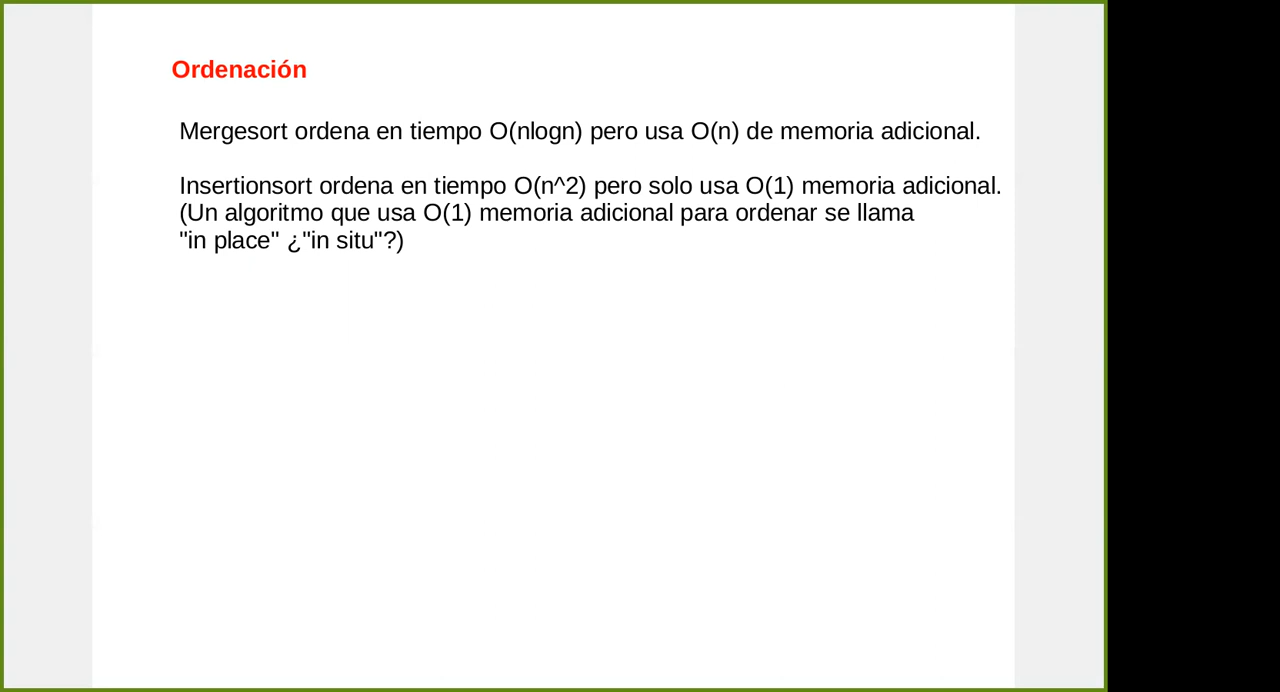 Ordenación
Mergesort ordena en tiempo O(nlogn) pero usa O(n) de memoria adicional.
Insertionsort ordena en tiempo O(n^2) pero solo usa O(1) memoria adicional.
(Un algoritmo que usa O(1) memoria adicional para ordenar se llama
"in place" ¿"in situ"?)